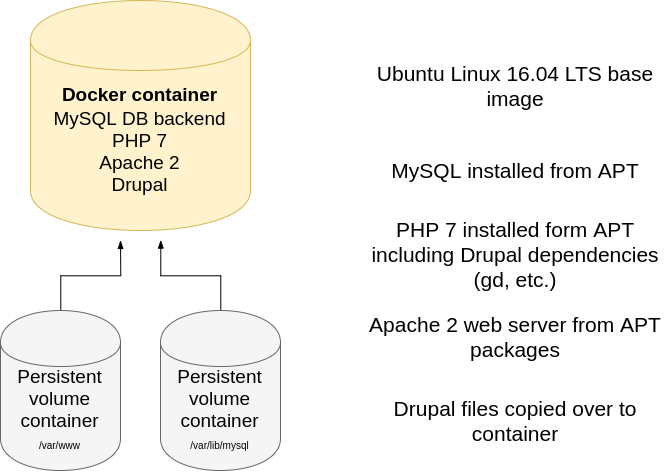 Docker container
MySQL DB backend
PHP 7
Apache 2
Drupal
Persistent
volume
container
/var/www
Persistent
volume
container
/var/lib/mysql
Ubuntu Linux 16.04 LTS base
image
MySQL installed from APT
PHP 7 installed form APT
including Drupal dependencies
(gd, etc.)
Apache 2 web server from APT
packages
Drupal files copied over to
container